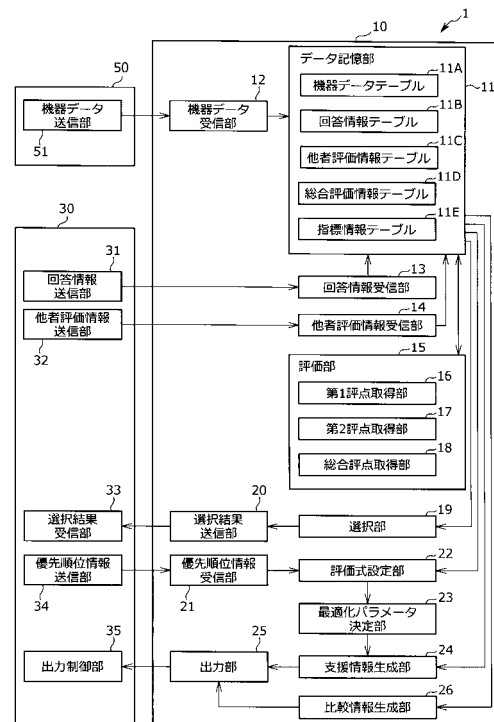 1
10
50
機器データ
送信部
51
12
機器データ
受信部
データ記憶部
11A
機器データテーブル
11B
回答情報テーブル
11C
他者評価情報テーブル
11D
総合評価情報テーブル
11E
指標情報テーブル
11
30
31
回答情報
送信部
他者評価情報
送信部
32
13
回答情報受信部
14
他者評価情報受信部
15
評価部
16
第1評点取得部
17
第2評点取得部
18
総合評点取得部
33
選択結果
受信部
20
選択結果
送信部
19
選択部
優先順位情報
送信部
34
優先順位情報
受信部
21
22
評価式設定部
23
最適化パラメータ
決定部
35
出力制御部
25
出力部
24
支援情報生成部
26
比較情報生成部